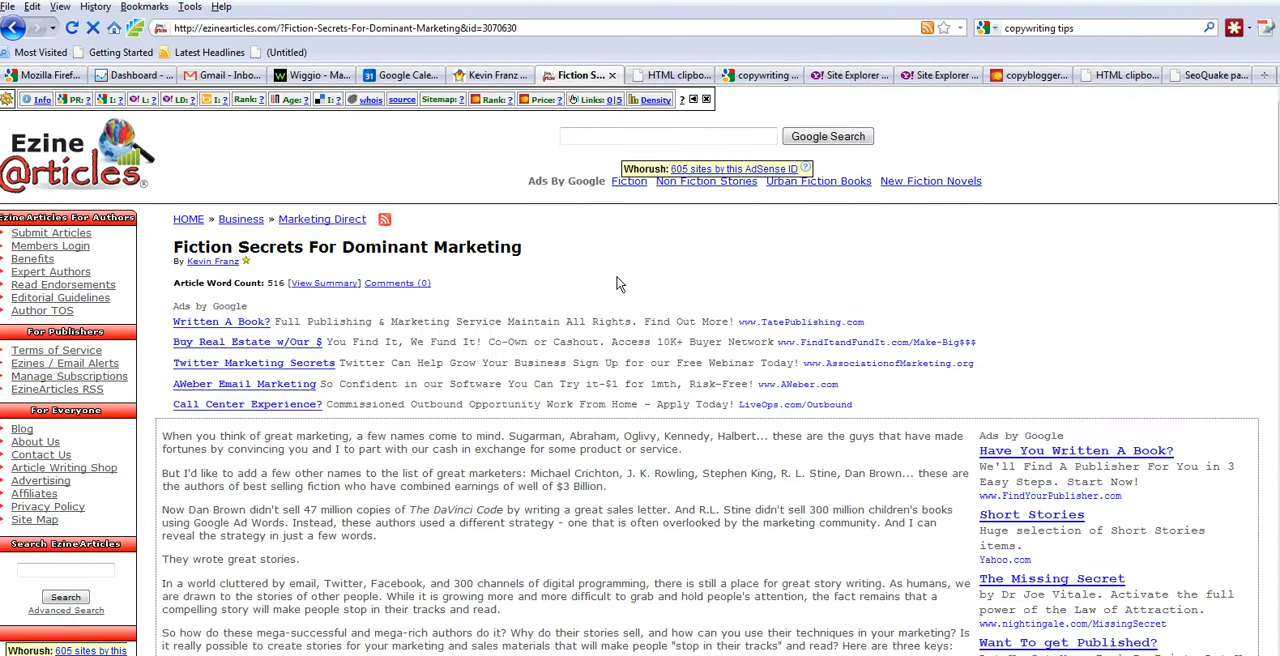 File Edit View History Bookmarks Tools Help
http://ezinearticles.com/?Fiction-Secrets-For-Dominant-Marketing&id=3070630
copywriting tips
Most Visited Getting Started Latest Headlines (Untitled)
Mozilla Firef... Dashboard - ... Gmail - Inbo... Wiggio - Ma... Google Cale... Kevin Franz ... Fiction S... HTML clipbo... copywriting ... Site Explorer ... Site Explorer ... copyblogger... HTML clipbo... SeoQuake pa...
Info PR: ? I: ? L: ? LD: ? I: ? Rank: ? Age: ? I: ? whois source Sitemap: ? Rank: ? Price: ? Links: 0|5 Density ?
Ezine
@rticles®
Google Search
Whorush: 605 sites by this AdSense ID ?
Ads By Google Fiction Non Fiction Stories Urban Fiction Books New Fiction Novels
EzineArticles For Authors
Submit Articles
Members Login
Benefits
Expert Authors
Read Endorsements
Editorial Guidelines
Author TOS
For Publishers
Terms of Service
Ezines / Email Alerts
Manage Subscriptions
EzineArticles RSS
For Everyone
Blog
About Us
Contact Us
Article Writing Shop
Advertising
Affiliates
Privacy Policy
Site Map
Search EzineArticles
Search
Advanced Search
Whorush: 605 sites by this
HOME » Business » Marketing Direct
Fiction Secrets For Dominant Marketing
By Kevin Franz
Article Word Count: 516 [View Summary] Comments (0)
Ads by Google
Written A Book? Full Publishing & Marketing Service Maintain All Rights. Find Out More! www.TatePublishing.com
Buy Real Estate w/Our $ You Find It, We Fund It! Co-Own or Cashout. Access 10K+ Buyer Network www.FindItandFundIt.com/Make-Big$$$
Twitter Marketing Secrets Twitter Can Help Grow Your Business Sign Up for our Free Webinar Today! www.AssociationofMarketing.org
AWeber Email Marketing So Confident in our Software You Can Try it-$1 for 1mth, Risk-Free! www.AWeber.com
Call Center Experience? Commissioned Outbound Opportunity Work From Home - Apply Today! LiveOps.com/Outbound
When you think of great marketing, a few names come to mind. Sugarman, Abraham, Oglivy, Kennedy, Halbert... these are the guys that have made
fortunes by convincing you and I to part with our cash in exchange for some product or service.
But I'd like to add a few other names to the list of great marketers: Michael Crichton, J. K. Rowling, Stephen King, R. L. Stine, Dan Brown... these are
the authors of best selling fiction who have combined earnings of well of $3 Billion.
Now Dan Brown didn't sell 47 million copies of The DaVinci Code by writing a great sales letter. And R.L. Stine didn't sell 300 million children's books
using Google Ad Words. Instead, these authors used a different strategy - one that is often overlooked by the marketing community. And I can
reveal the strategy in just a few words.
They wrote great stories.
In a world cluttered by email, Twitter, Facebook, and 300 channels of digital programming, there is still a place for great story writing. As humans, we
are drawn to the stories of other people. While it is growing more and more difficult to grab and hold people's attention, the fact remains that a
compelling story will make people stop in their tracks and read.
So how do these mega-successful and mega-rich authors do it? Why do their stories sell, and how can you use their techniques in your marketing? Is
it really possible to create stories for your marketing and sales materials that will make people "stop in their tracks" and read? Here are three keys:
Ads by Google
Have You Written A Book?
We'll Find A Publisher For You in 3
Easy Steps. Start Now!
www.FindYourPublisher.com
Short Stories
Huge selection of Short Stories
items.
Yahoo.com
The Missing Secret
by Dr Joe Vitale. Activate the full
power of the Law of Attraction.
www.nightingale.com/MissingSecret
Want To get Published?